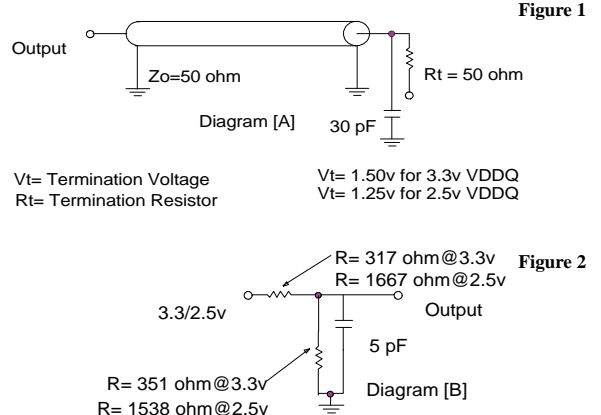 Figure 1
Output
Zo=50 ohm
Rt = 50 ohm
Diagram [A]
30 pF
Vt= Termination Voltage
Rt= Termination Resistor
Vt= 1.50v for 3.3v VDDQ
Vt= 1.25v for 2.5v VDDQ
R= 317 ohm@3.3v
R= 1667 ohm@2.5v
Figure 2
3.3/2.5v
Output
5 pF
R= 351 ohm@3.3v
R= 1538 ohm@2.5v
Diagram [B]